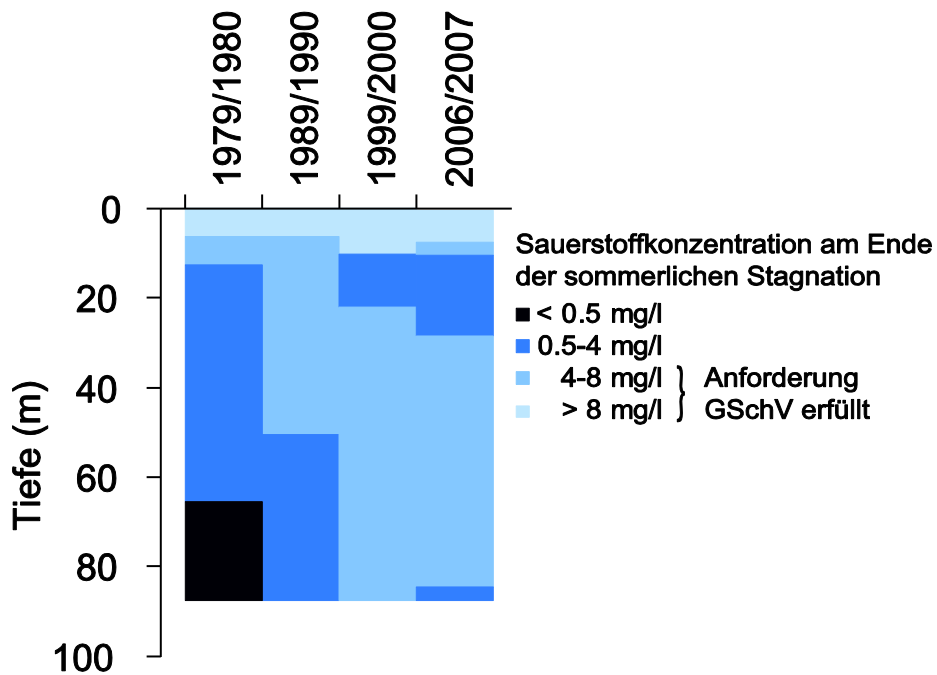 1979/1980
1989/1990
1999/2000
2006/2007
0
20
40
60
80
100
Tiefe (m)
Sauerstoffkonzentration am Ende
der sommerlichen Stagnation
< 0.5 mg/l
0.5-4 mg/l
4-8 mg/l } Anforderung
> 8 mg/l GSchV erfüllt